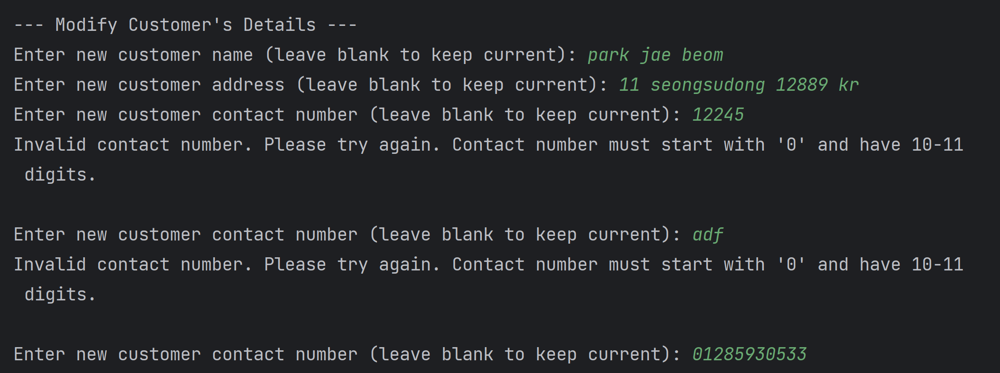 --- Modify Customer's Details ---
Enter new customer name (leave blank to keep current): park jae beom
Enter new customer address (leave blank to keep current): 11 seongsudong 12889 kr
Enter new customer contact number (leave blank to keep current): 12245
Invalid contact number. Please try again. Contact number must start with '0' and have 10-11
digits.
Enter new customer contact number (leave blank to keep current): adf
Invalid contact number. Please try again. Contact number must start with '0' and have 10-11
digits.
Enter new customer contact number (leave blank to keep current): 01285930533